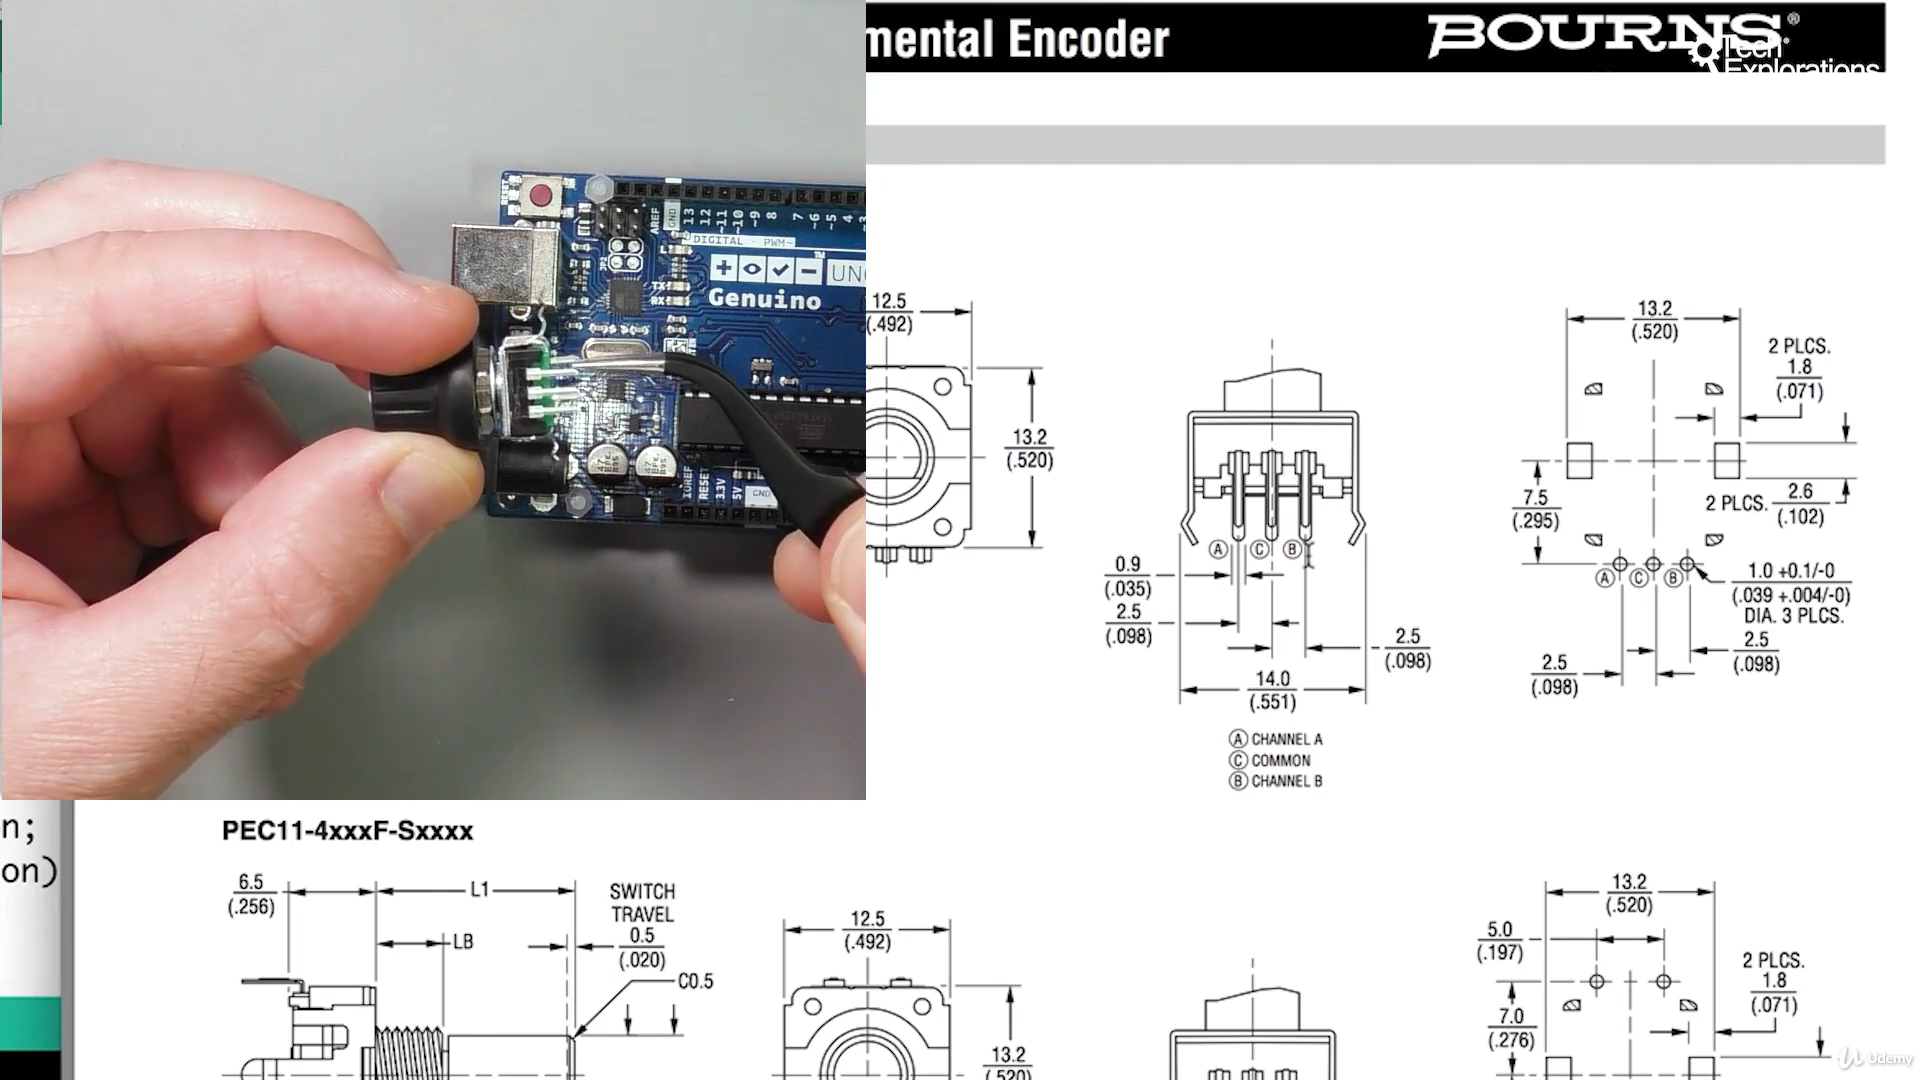 mental Encoder
BOURNS®
Tech
Explorations
RESET
AREF
GND
13
12
~11
~10
~9
8
7
~6
~5
4
DIGITAL PWM~
L
TX
RX
TM
UN
Genuino
IOREF
RESET
3.3V
5V
GND
12.5
(.492)
13.2
(.520)
A
C
B
0.9
(.035)
2.5
(.098)
2.5
(.098)
14.0
(.551)
A CHANNEL A
C COMMON
B CHANNEL B
13.2
(.520)
2 PLCS.
1.8
(.071)
7.5
(.295)
2 PLCS. 2.6
(.102)
A
C
B
1.0 +0.1/-0
(.039 +.004/-0)
DIA. 3 PLCS.
2.5
(.098)
2.5
(.098)
n;
on)
PEC11-4xxxF-Sxxxx
6.5
(.256)
L1
LB
SWITCH
TRAVEL
0.5
(.020)
C0.5
12.5
(.492)
13.2
(.520)
13.2
(.520)
5.0
(.197)
7.0
(.276)
2 PLCS.
1.8
(.071)
Udemy